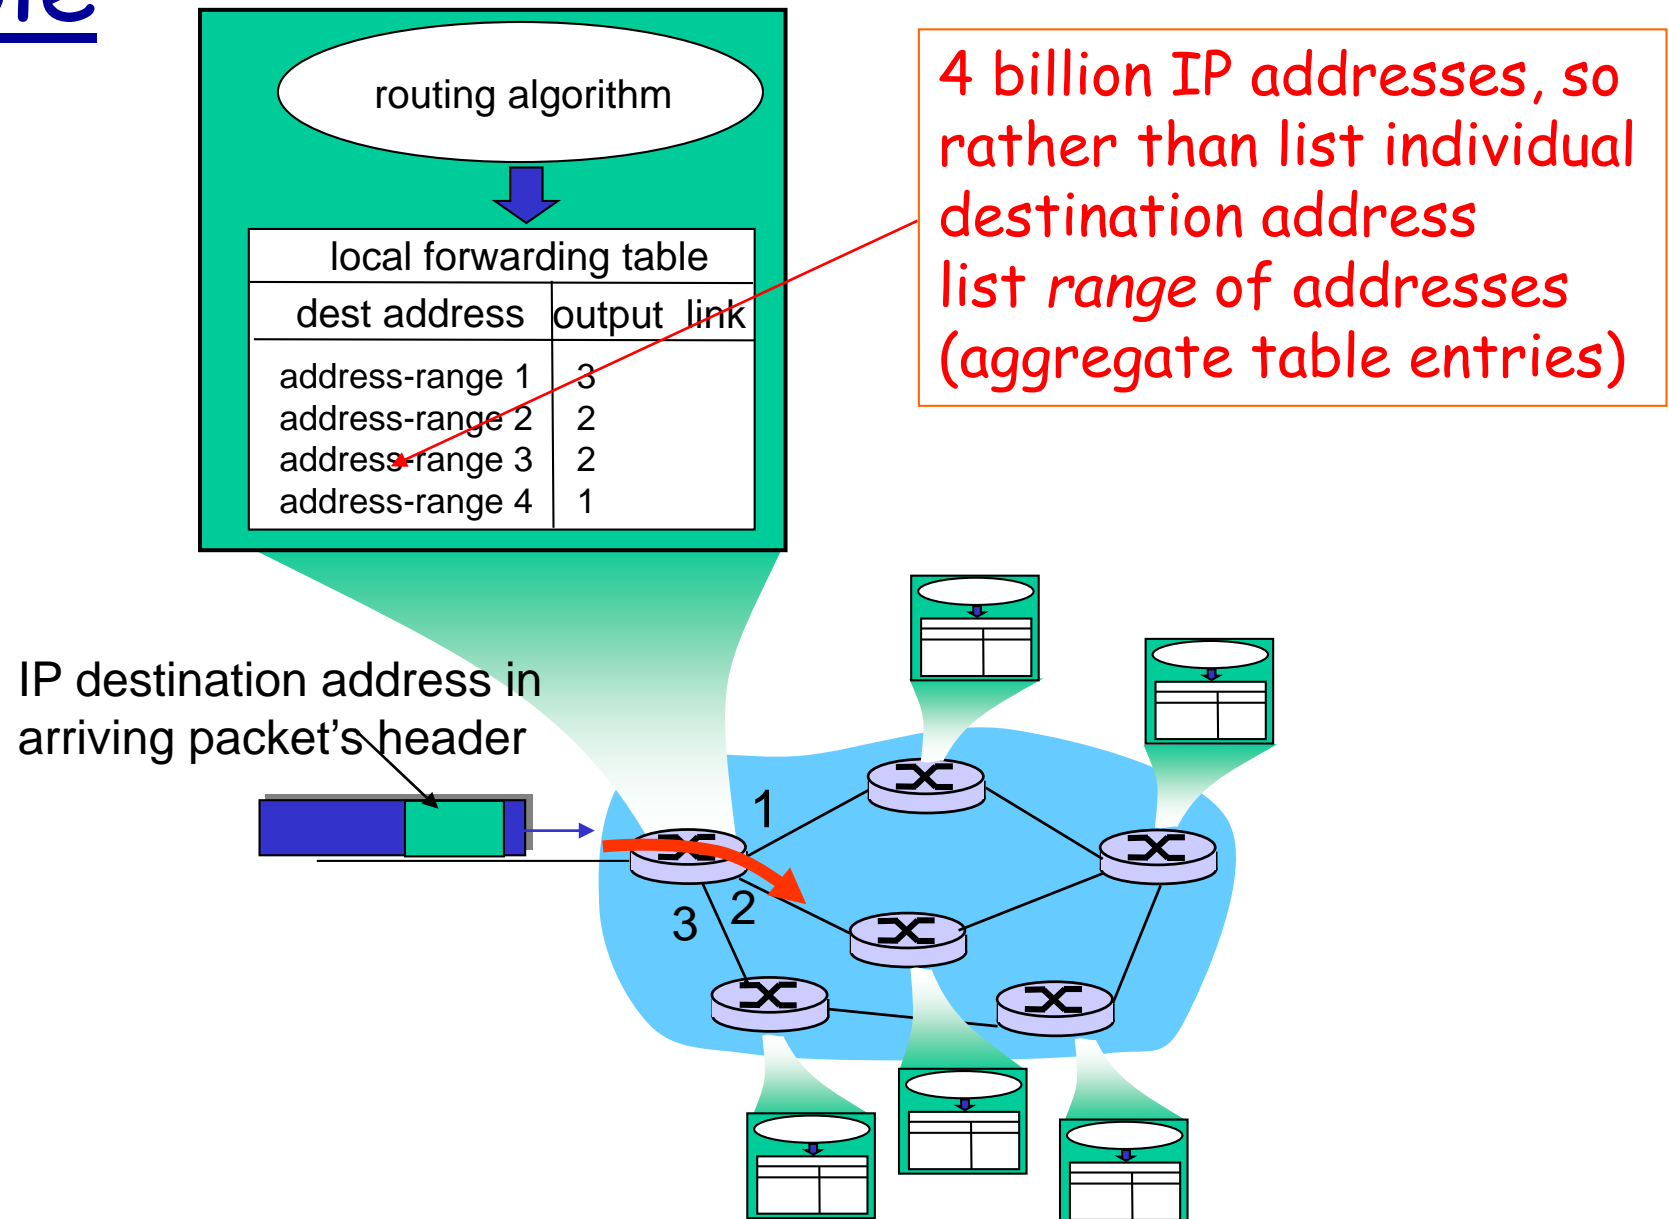 routing algorithm
local forwarding table
dest address output link
address-range 1 3
address-range 2 2
address-range 3 2
address-range 4 1
4 billion IP addresses, so
rather than list individual
destination address
list range of addresses
(aggregate table entries)
IP destination address in
arriving packet’s header
1
2
3